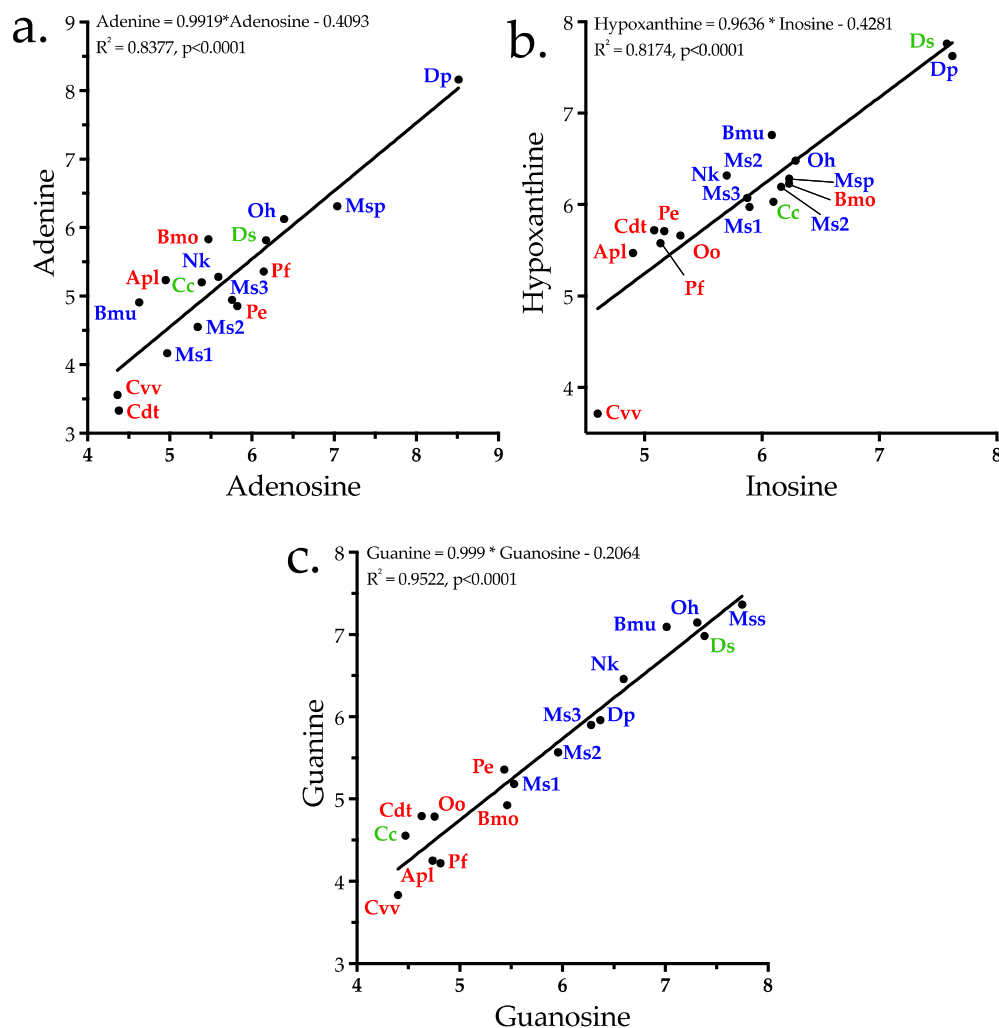 a.
Adenine = 0.9919*Adenosine - 0.4093
R² = 0.8377, p<0.0001
9
8
7
6
5
4
3
Adenine
Dp
Msp
Oh
Ds
Bmo
Nk
Pf
Apl
Cc
Ms3
Bmu
Pe
Ms2
Ms1
Cvv
Cdt
4
5
6
7
8
9
Adenosine
b.
Hypoxanthine = 0.9636 * Inosine - 0.4281
R² = 0.8174, p<0.0001
8
7
6
5
4
Hypoxanthine
Ds
Dp
Bmu
Ms2
Oh
Nk
Msp
Ms3
Bmo
Cc
Ms2
Ms1
Cdt
Pe
Apl
Oo
Pf
Cvv
5
6
7
8
Inosine
c.
Guanine = 0.999 * Guanosine - 0.2064
R² = 0.9522, p<0.0001
8
7
6
5
4
3
Guanine
Oh
Mss
Bmu
Ds
Nk
Ms3
Dp
Ms2
Pe
Ms1
Cdt
Oo
Bmo
Cc
Apl
Pf
Cvv
4
5
6
7
8
Guanosine